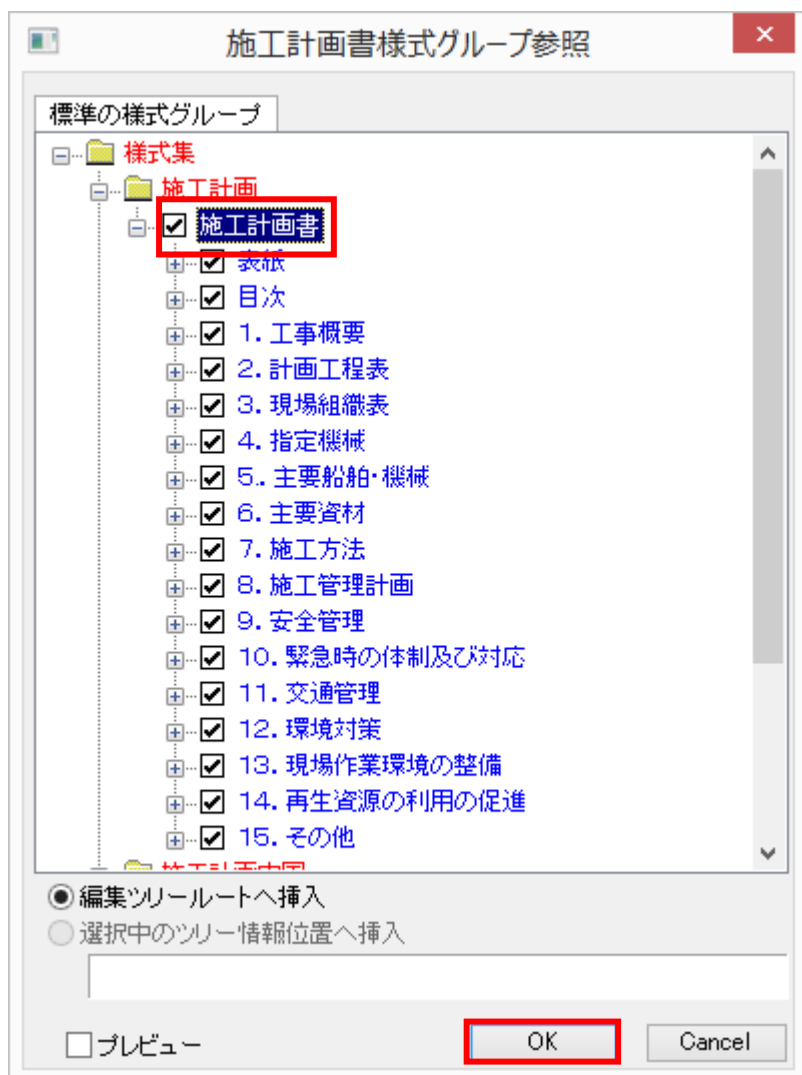 施工計画書様式グループ参照
標準の様式グループ
様式集
施工計画
施工計画書
表紙
目次
1. 工事概要
2. 計画工程表
3. 現場組織表
4. 指定機械
5.. 主要船舶・機械
6. 主要資材
7. 施工方法
8. 施工管理計画
9. 安全管理
10. 緊急時の体制及び対応
11. 交通管理
12. 環境対策
13. 現場作業環境の整備
14. 再生資源の利用の促進
15. その他
編集ツリールートへ挿入
選択中のツリー情報位置へ挿入
プレビュー OK Cancel